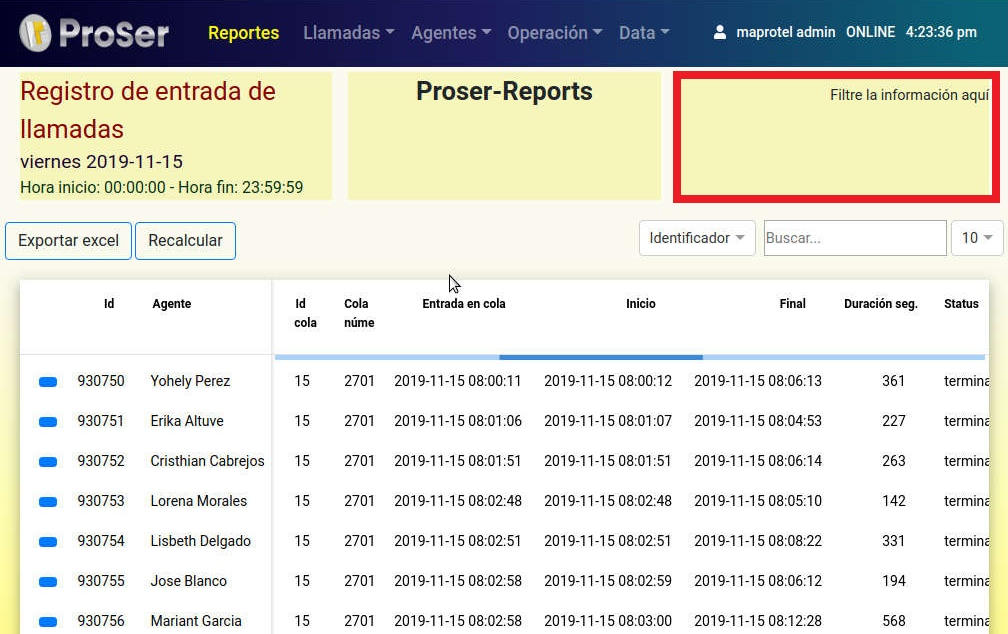 ProSer Reportes Llamadas Agentes Operación Data maprotel admin ONLINE 4:23:36 pm
Registro de entrada de
llamadas
viernes 2019-11-15
Hora inicio: 00:00:00 - Hora fin: 23:59:59
Proser-Reports
Filtre la información aquí
Exportar excel Recalcular Identificador Buscar... 10
Id Agente Id Cola Entrada en cola Inicio Final Duración seg. Status
cola núme
930750 Yohely Perez 15 2701 2019-11-15 08:00:11 2019-11-15 08:00:12 2019-11-15 08:06:13 361 termina
930751 Erika Altuve 15 2701 2019-11-15 08:01:06 2019-11-15 08:01:07 2019-11-15 08:04:53 227 termina
930752 Cristhian Cabrejos 15 2701 2019-11-15 08:01:51 2019-11-15 08:01:51 2019-11-15 08:06:14 263 termina
930753 Lorena Morales 15 2701 2019-11-15 08:02:48 2019-11-15 08:02:48 2019-11-15 08:05:10 142 termina
930754 Lisbeth Delgado 15 2701 2019-11-15 08:02:51 2019-11-15 08:02:51 2019-11-15 08:08:22 331 termina
930755 Jose Blanco 15 2701 2019-11-15 08:02:58 2019-11-15 08:02:59 2019-11-15 08:06:12 194 termina
930756 Mariant Garcia 15 2701 2019-11-15 08:02:58 2019-11-15 08:03:00 2019-11-15 08:12:28 568 termina